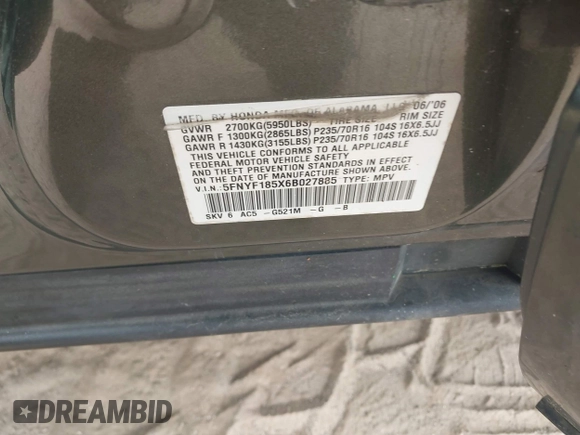 MFD. BY HONDA MFG. OF ALABAMA, LLC 06/'06
GVWR 2700KG(5950LBS) TIRE SIZE RIM SIZE
GAWR F 1300KG(2865LBS) P235/70R16 104S 16X6.5JJ
GAWR R 1430KG(3155LBS) P235/70R16 104S 16X6.5JJ
THIS VEHICLE CONFORMS TO ALL APPLICABLE
FEDERAL MOTOR VEHICLE SAFETY
AND THEFT PREVENTION STANDARDS IN EFFECT
ON THE DATE OF MANUFACTURE SHOWN ABOVE.
V.I.N.: 5FNYF185X6B027885 TYPE: MPV
SKV 6 AC5 -G521M -G -B
DREAMBID